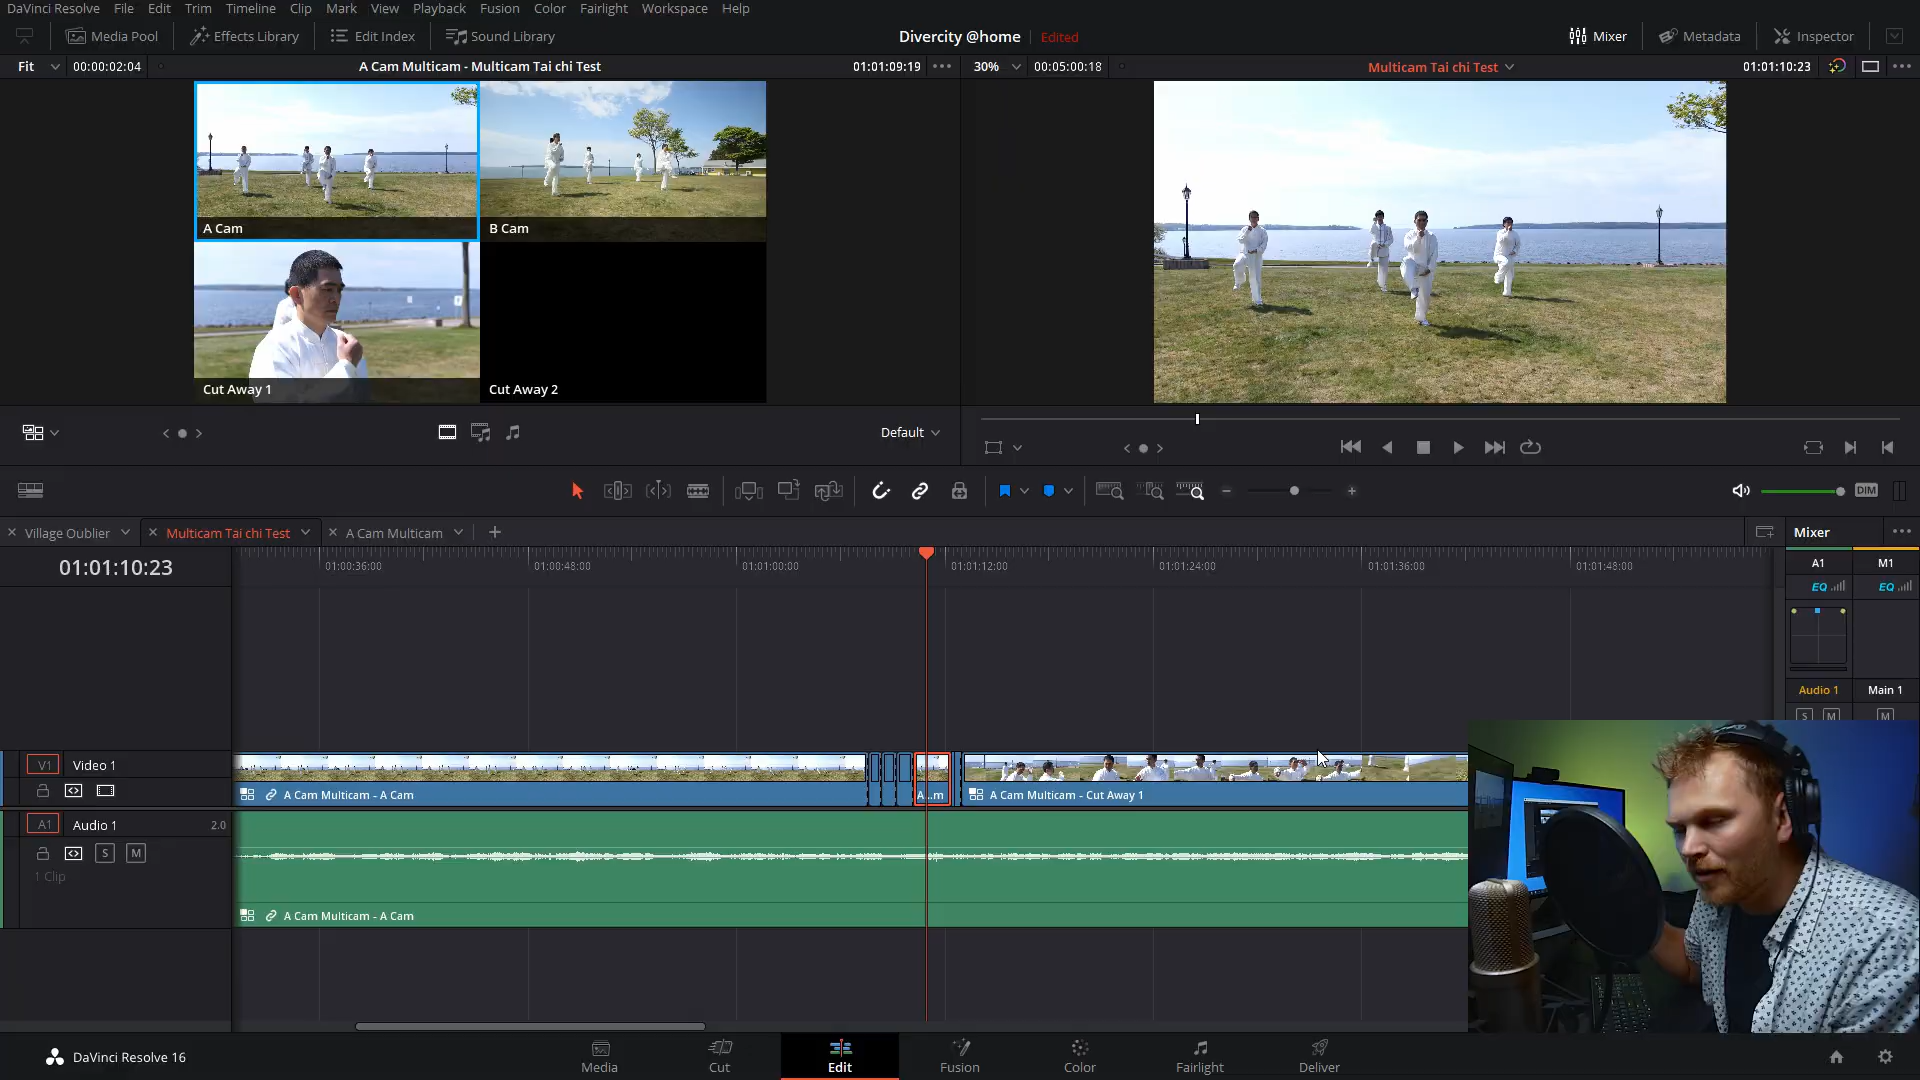 DaVinci Resolve File Edit Trim Timeline Clip Mark View Playback Fusion Color Fairlight Workspace Help
Media Pool Effects Library Edit Index Sound Library Divercity @home Edited Mixer Metadata Inspector
Fit 00:00:02:04 A Cam Multicam - Multicam Tai chi Test 01:01:09:19 30% 00:05:00:18 Multicam Tai chi Test 01:01:10:23
A Cam B Cam
Cut Away 1 Cut Away 2
Default
DIM
Village Oublier Multicam Tai chi Test A Cam Multicam Mixer
01:01:10:23 01:00:36:00 01:00:48:00 01:01:00:00 01:01:12:00 01:01:24:00 01:01:36:00 01:01:48:00 A1 M1
EQ EQ
Audio 1 Main 1
S M M
V1 Video 1
A Cam Multicam - A Cam A...m A Cam Multicam - Cut Away 1
A1 Audio 1 2.0
S M
1 Clip
A Cam Multicam - A Cam
DaVinci Resolve 16 Media Cut Edit Fusion Color Fairlight Deliver